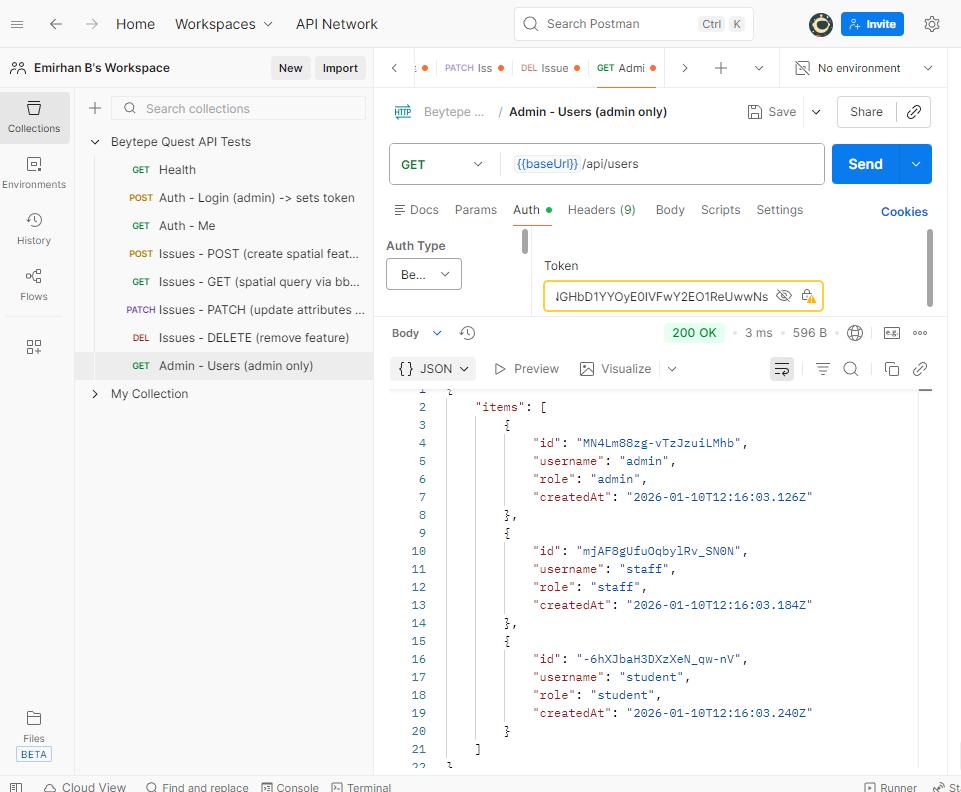 Home Workspaces API Network Search Postman Ctrl K Invite
Emirhan B's Workspace New Import
PATCH Iss DEL Issue GET Admi No environment
Collections
Environments
History
Flows
Files
BETA
Search collections
Beytepe Quest API Tests
GET Health
POST Auth - Login (admin) -> sets token
GET Auth - Me
POST Issues - POST (create spatial feat...
GET Issues - GET (spatial query via bb...
PATCH Issues - PATCH (update attributes ...
DEL Issues - DELETE (remove feature)
GET Admin - Users (admin only)
My Collection
HTTP Beytepe ... / Admin - Users (admin only) Save Share
GET {{baseUrl}} /api/users Send
Docs Params Auth Headers (9) Body Scripts Settings Cookies
Auth Type
Be...
Token
GHbD1YYOyE0IVFwY2EO1ReUwwNs
Body 200 OK 3 ms 596 B e.g.
{} JSON Preview Visualize
1 {
2 "items": [
3 {
4 "id": "MN4Lm88zg-vTzJzuiLMhb",
5 "username": "admin",
6 "role": "admin",
7 "createdAt": "2026-01-10T12:16:03.126Z"
8 },
9 {
10 "id": "mjAF8gUfuOqbylRv_SN0N",
11 "username": "staff",
12 "role": "staff",
13 "createdAt": "2026-01-10T12:16:03.184Z"
14 },
15 {
16 "id": "-6hXJbaH3DXzXeN_qw-nV",
17 "username": "student",
18 "role": "student",
19 "createdAt": "2026-01-10T12:16:03.240Z"
20 }
21 ]
22 }
Cloud View Find and replace Console Terminal Runner